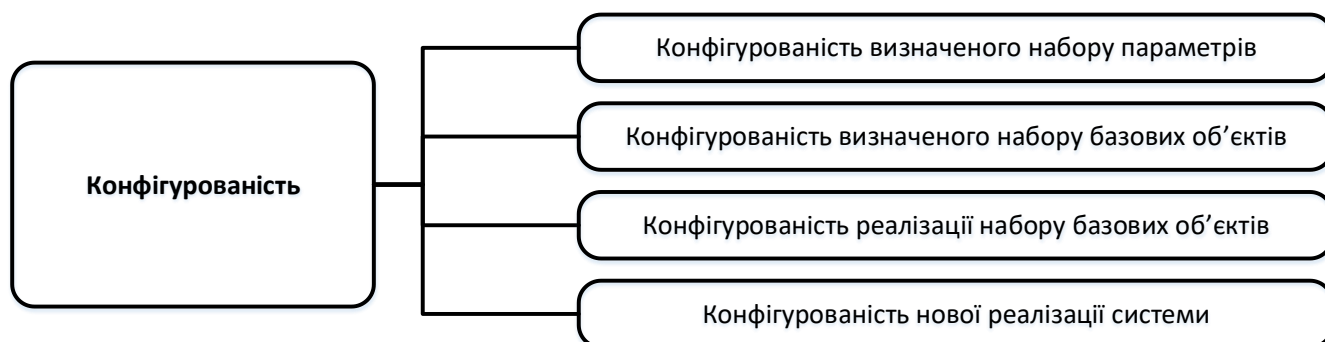 Конфігурованість
Конфігурованість визначеного набору параметрів
Конфігурованість визначеного набору базових об’єктів
Конфігурованість реалізації набору базових об’єктів
Конфігурованість нової реалізації системи